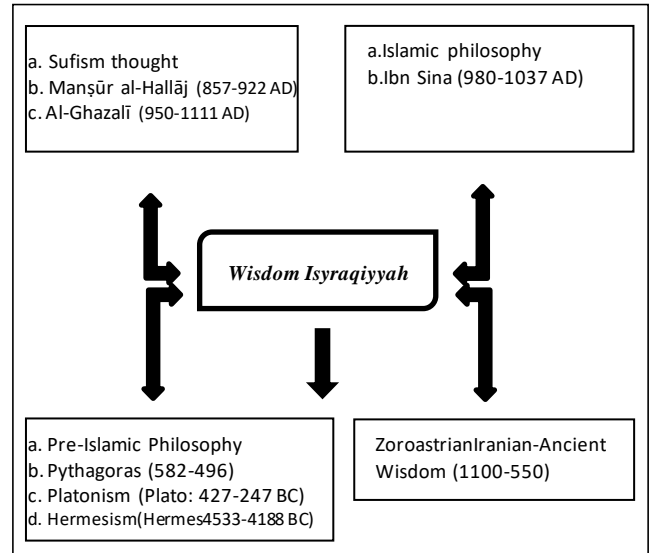 a. Sufism thought
b. Manṣūr al-Hallāj (857-922 AD)
c. Al-Ghazalī (950-1111 AD)
a.Islamic philosophy
b.Ibn Sina (980-1037 AD)
Wisdom Isyraqiyyah
a. Pre-Islamic Philosophy
b. Pythagoras (582-496)
c. Platonism (Plato: 427-247 BC)
d. Hermesism(Hermes4533-4188 BC)
ZoroastrianIranian-Ancient
Wisdom (1100-550)